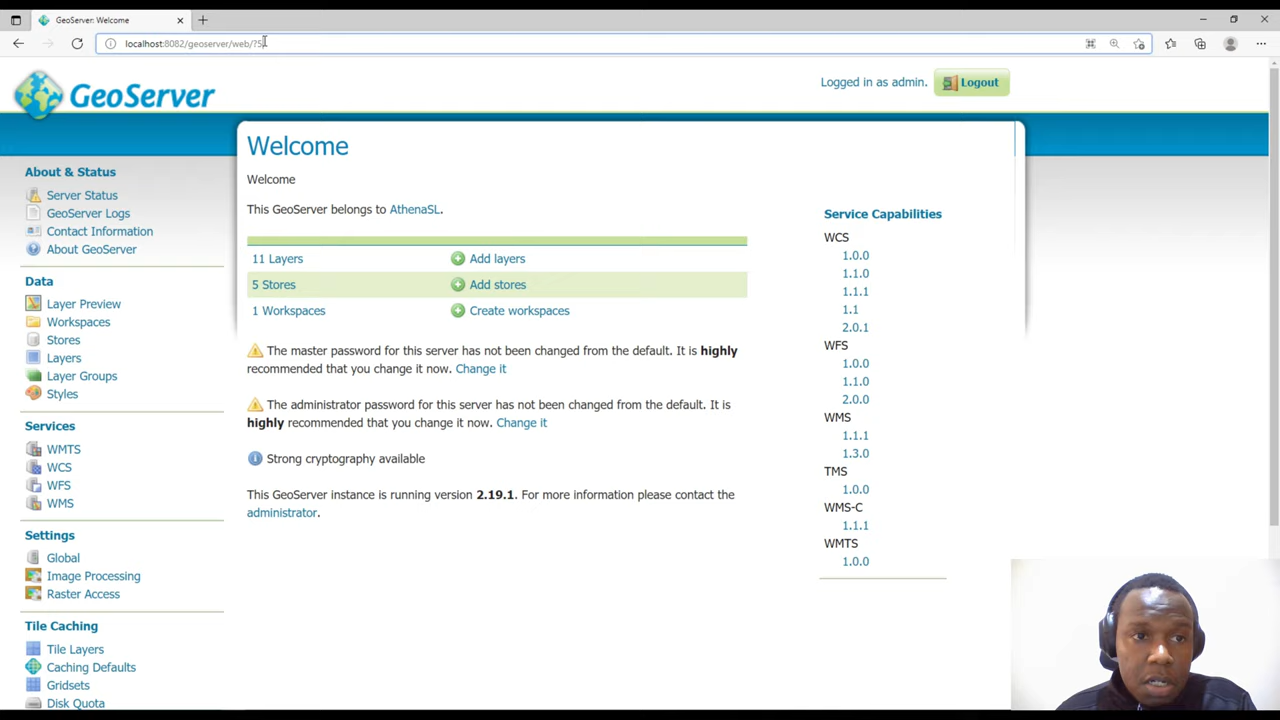 GeoServer: Welcome
localhost:8082/geoserver/web/?5
GeoServer
Logged in as admin.
Logout
About & Status
Server Status
GeoServer Logs
Contact Information
About GeoServer
Data
Layer Preview
Workspaces
Stores
Layers
Layer Groups
Styles
Services
WMTS
WCS
WFS
WMS
Settings
Global
Image Processing
Raster Access
Tile Caching
Tile Layers
Caching Defaults
Gridsets
Disk Quota
Welcome
Welcome
This GeoServer belongs to AthenaSL.
11 Layers Add layers
5 Stores Add stores
1 Workspaces Create workspaces
The master password for this server has not been changed from the default. It is highly
recommended that you change it now. Change it
The administrator password for this server has not been changed from the default. It is
highly recommended that you change it now. Change it
Strong cryptography available
This GeoServer instance is running version 2.19.1. For more information please contact the
administrator.
Service Capabilities
WCS
1.0.0
1.1.0
1.1.1
1.1
2.0.1
WFS
1.0.0
1.1.0
2.0.0
WMS
1.1.1
1.3.0
TMS
1.0.0
WMS-C
1.1.1
WMTS
1.0.0